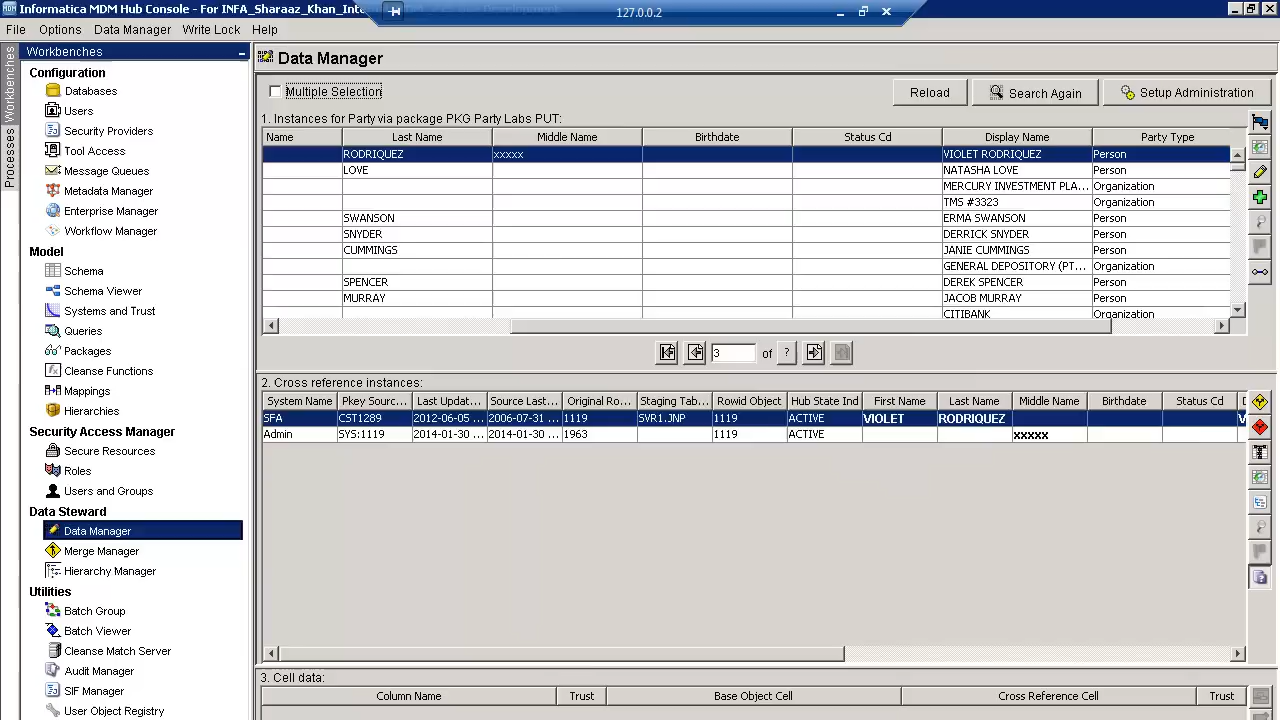 Informatica MDM Hub Console - For INFA_Sharaaz_Khan_Inte
127.0.0.2
File Options Data Manager Write Lock Help
Workbenches
Processes
Workbenches
Configuration
Databases
Users
Security Providers
Tool Access
Message Queues
Metadata Manager
Enterprise Manager
Workflow Manager
Model
Schema
Schema Viewer
Systems and Trust
Queries
Packages
Cleanse Functions
Mappings
Hierarchies
Security Access Manager
Secure Resources
Roles
Users and Groups
Data Steward
Data Manager
Merge Manager
Hierarchy Manager
Utilities
Batch Group
Batch Viewer
Cleanse Match Server
Audit Manager
SIF Manager
User Object Registry
Data Manager
Multiple Selection
Reload Search Again Setup Administration
1. Instances for Party via package PKG Party Labs PUT:
Name Last Name Middle Name Birthdate Status Cd Display Name Party Type
RODRIQUEZ xxxxx VIOLET RODRIQUEZ Person
LOVE NATASHA LOVE Person
MERCURY INVESTMENT PLA... Organization
TMS #3323 Organization
SWANSON ERMA SWANSON Person
SNYDER DERRICK SNYDER Person
CUMMINGS JANIE CUMMINGS Person
GENERAL DEPOSITORY (PT... Organization
SPENCER DEREK SPENCER Person
MURRAY JACOB MURRAY Person
CITIBANK Organization
3 of ?
2. Cross reference instances:
System Name Pkey Sourc... Last Updat... Source Last... Original Ro... Staging Tab... Rowid Object Hub State Ind First Name Last Name Middle Name Birthdate Status Cd
SFA CST1289 2012-06-05 ... 2006-07-31 ... 1119 SVR1.JNP 1119 ACTIVE VIOLET RODRIQUEZ V
Admin SYS:1119 2014-01-30 ... 2014-01-30 ... 1963 1119 ACTIVE xxxxx
3. Cell data:
Column Name Trust Base Object Cell Cross Reference Cell Trust